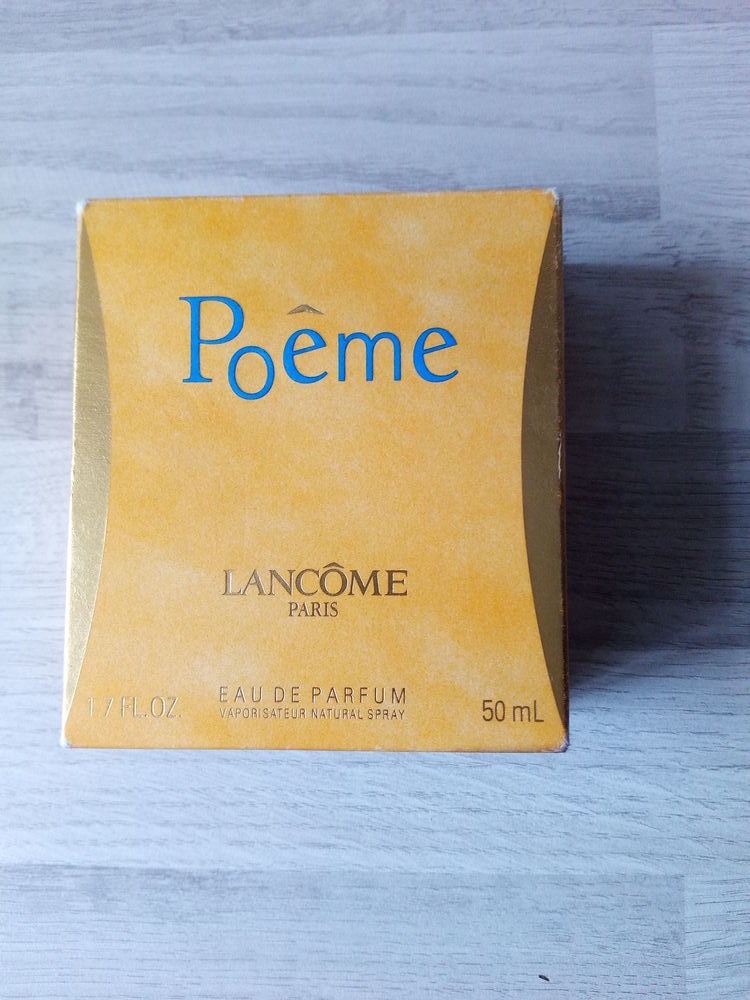 Poême
LANCÔME
PARIS
EAU DE PARFUM
VAPORISATEUR NATURAL SPRAY
1.7 FL.OZ.
50 mL